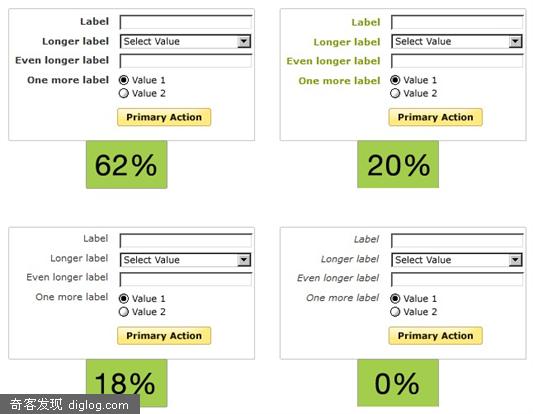 Label
Longer label Select Value
Even longer label
One more label Value 1
Value 2
Primary Action
62%
Label
Longer label Select Value
Even longer label
One more label Value 1
Value 2
Primary Action
20%
Label
Longer label Select Value
Even longer label
One more label Value 1
Value 2
Primary Action
18%
Label
Longer label Select Value
Even longer label
One more label Value 1
Value 2
Primary Action
0%
奇客发现 diglog.com